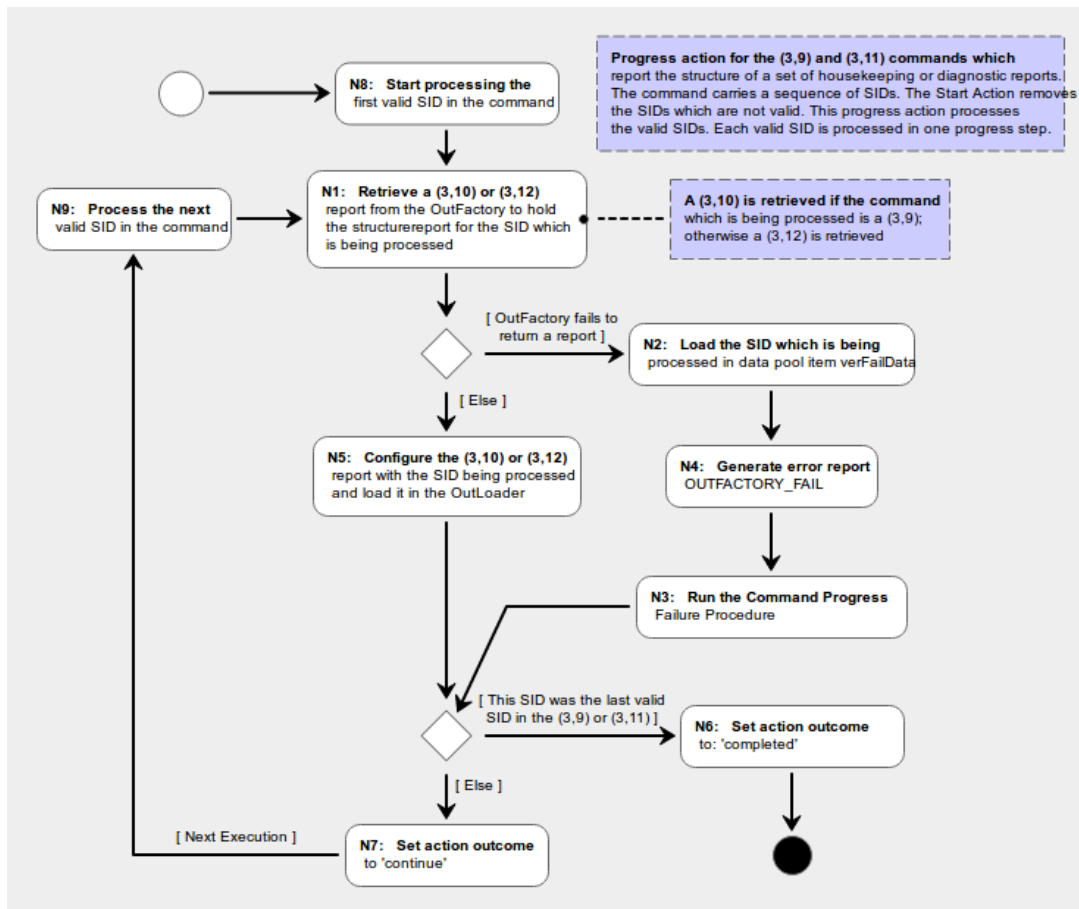 Progress action for the (3,9) and (3,11) commands which
report the structure of a set of housekeeping or diagnostic reports.
The command carries a sequence of SIDs. The Start Action removes
the SIDs which are not valid. This progress action processes
the valid SIDs. Each valid SID is processed in one progress step.
N8: Start processing the
first valid SID in the command
N1: Retrieve a (3,10) or (3,12)
report from the OutFactory to hold
the structurereport for the SID which
is being processed
A (3,10) is retrieved if the command
which is being processed is a (3,9);
otherwise a (3,12) is retrieved
N9: Process the next
valid SID in the command
[ OutFactory fails to
return a report ]
N2: Load the SID which is being
processed in data pool item verFailData
[ Else ]
N5: Configure the (3,10) or (3,12)
report with the SID being processed
and load it in the OutLoader
N4: Generate error report
OUTFACTORY_FAIL
N3: Run the Command Progress
Failure Procedure
[ This SID was the last valid
SID in the (3,9) or (3,11) ]
N6: Set action outcome
to: 'completed'
[ Else ]
[ Next Execution ]
N7: Set action outcome
to 'continue'